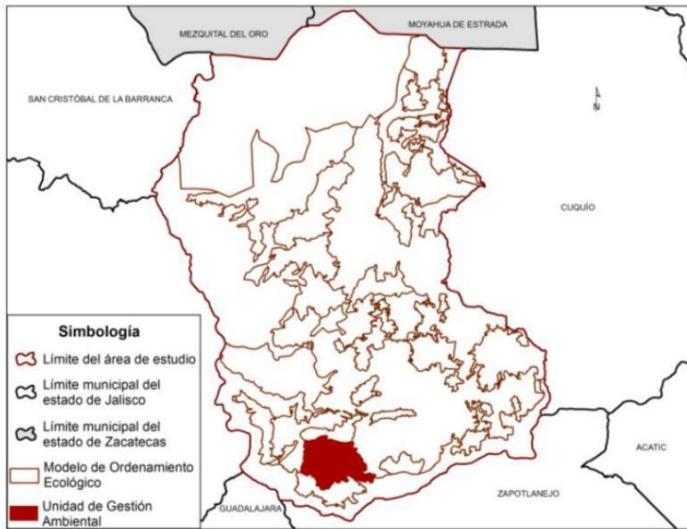 MOYAHUA DE ESTRADA
MEZQUITAL DEL ORO
SAN CRISTÓBAL DE LA BARRANCA
N
CUQUÍO
Simbología
Límite del área de estudio
Límite municipal del
estado de Jalisco
Límite municipal del
estado de Zacatecas
Modelo de Ordenamiento
Ecológico
Unidad de Gestión
Ambiental
GUADALAJARA
ZAPOTLANEJO
ACATIC